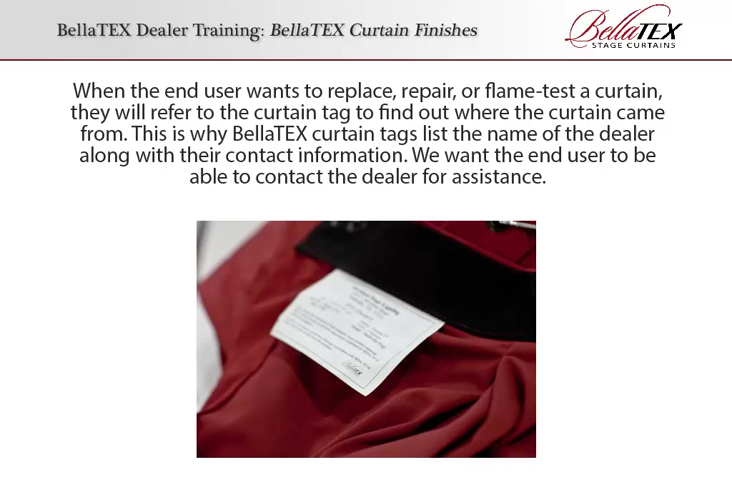 BellaTEX Dealer Training: BellaTEX Curtain Finishes
BellaTEX
STAGE CURTAINS
When the end user wants to replace, repair, or flame-test a curtain,
they will refer to the curtain tag to find out where the curtain came
from. This is why BellaTEX curtain tags list the name of the dealer
along with their contact information. We want the end user to be
able to contact the dealer for assistance.